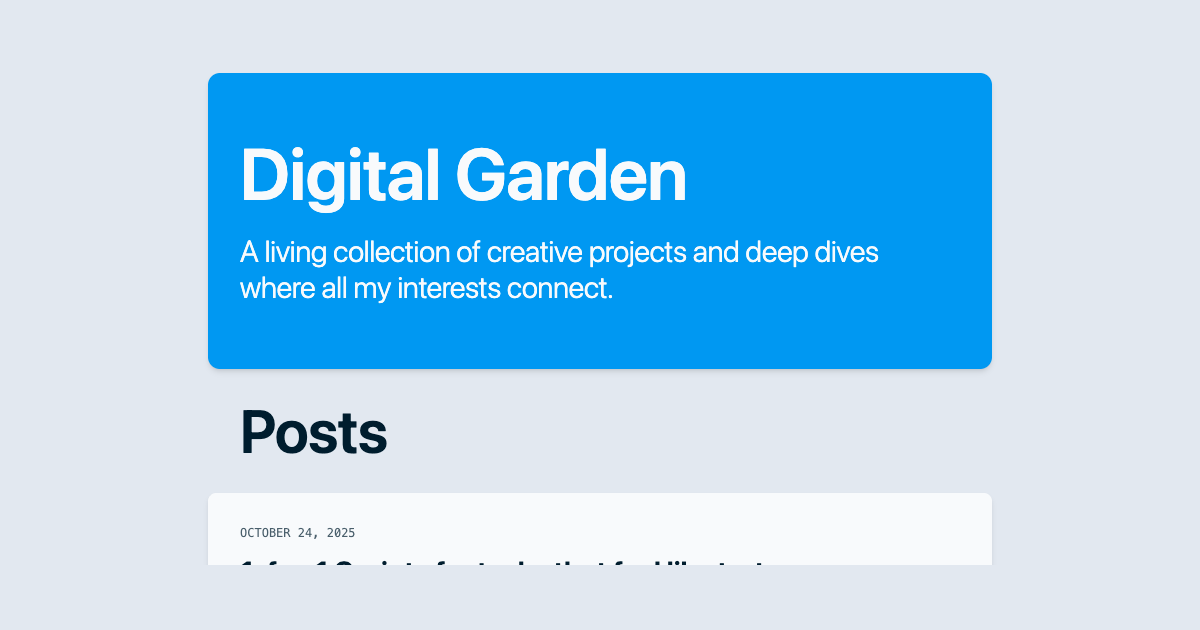 Digital Garden
A living collection of creative projects and deep dives
where all my interests connect.
Posts
OCTOBER 24, 2025